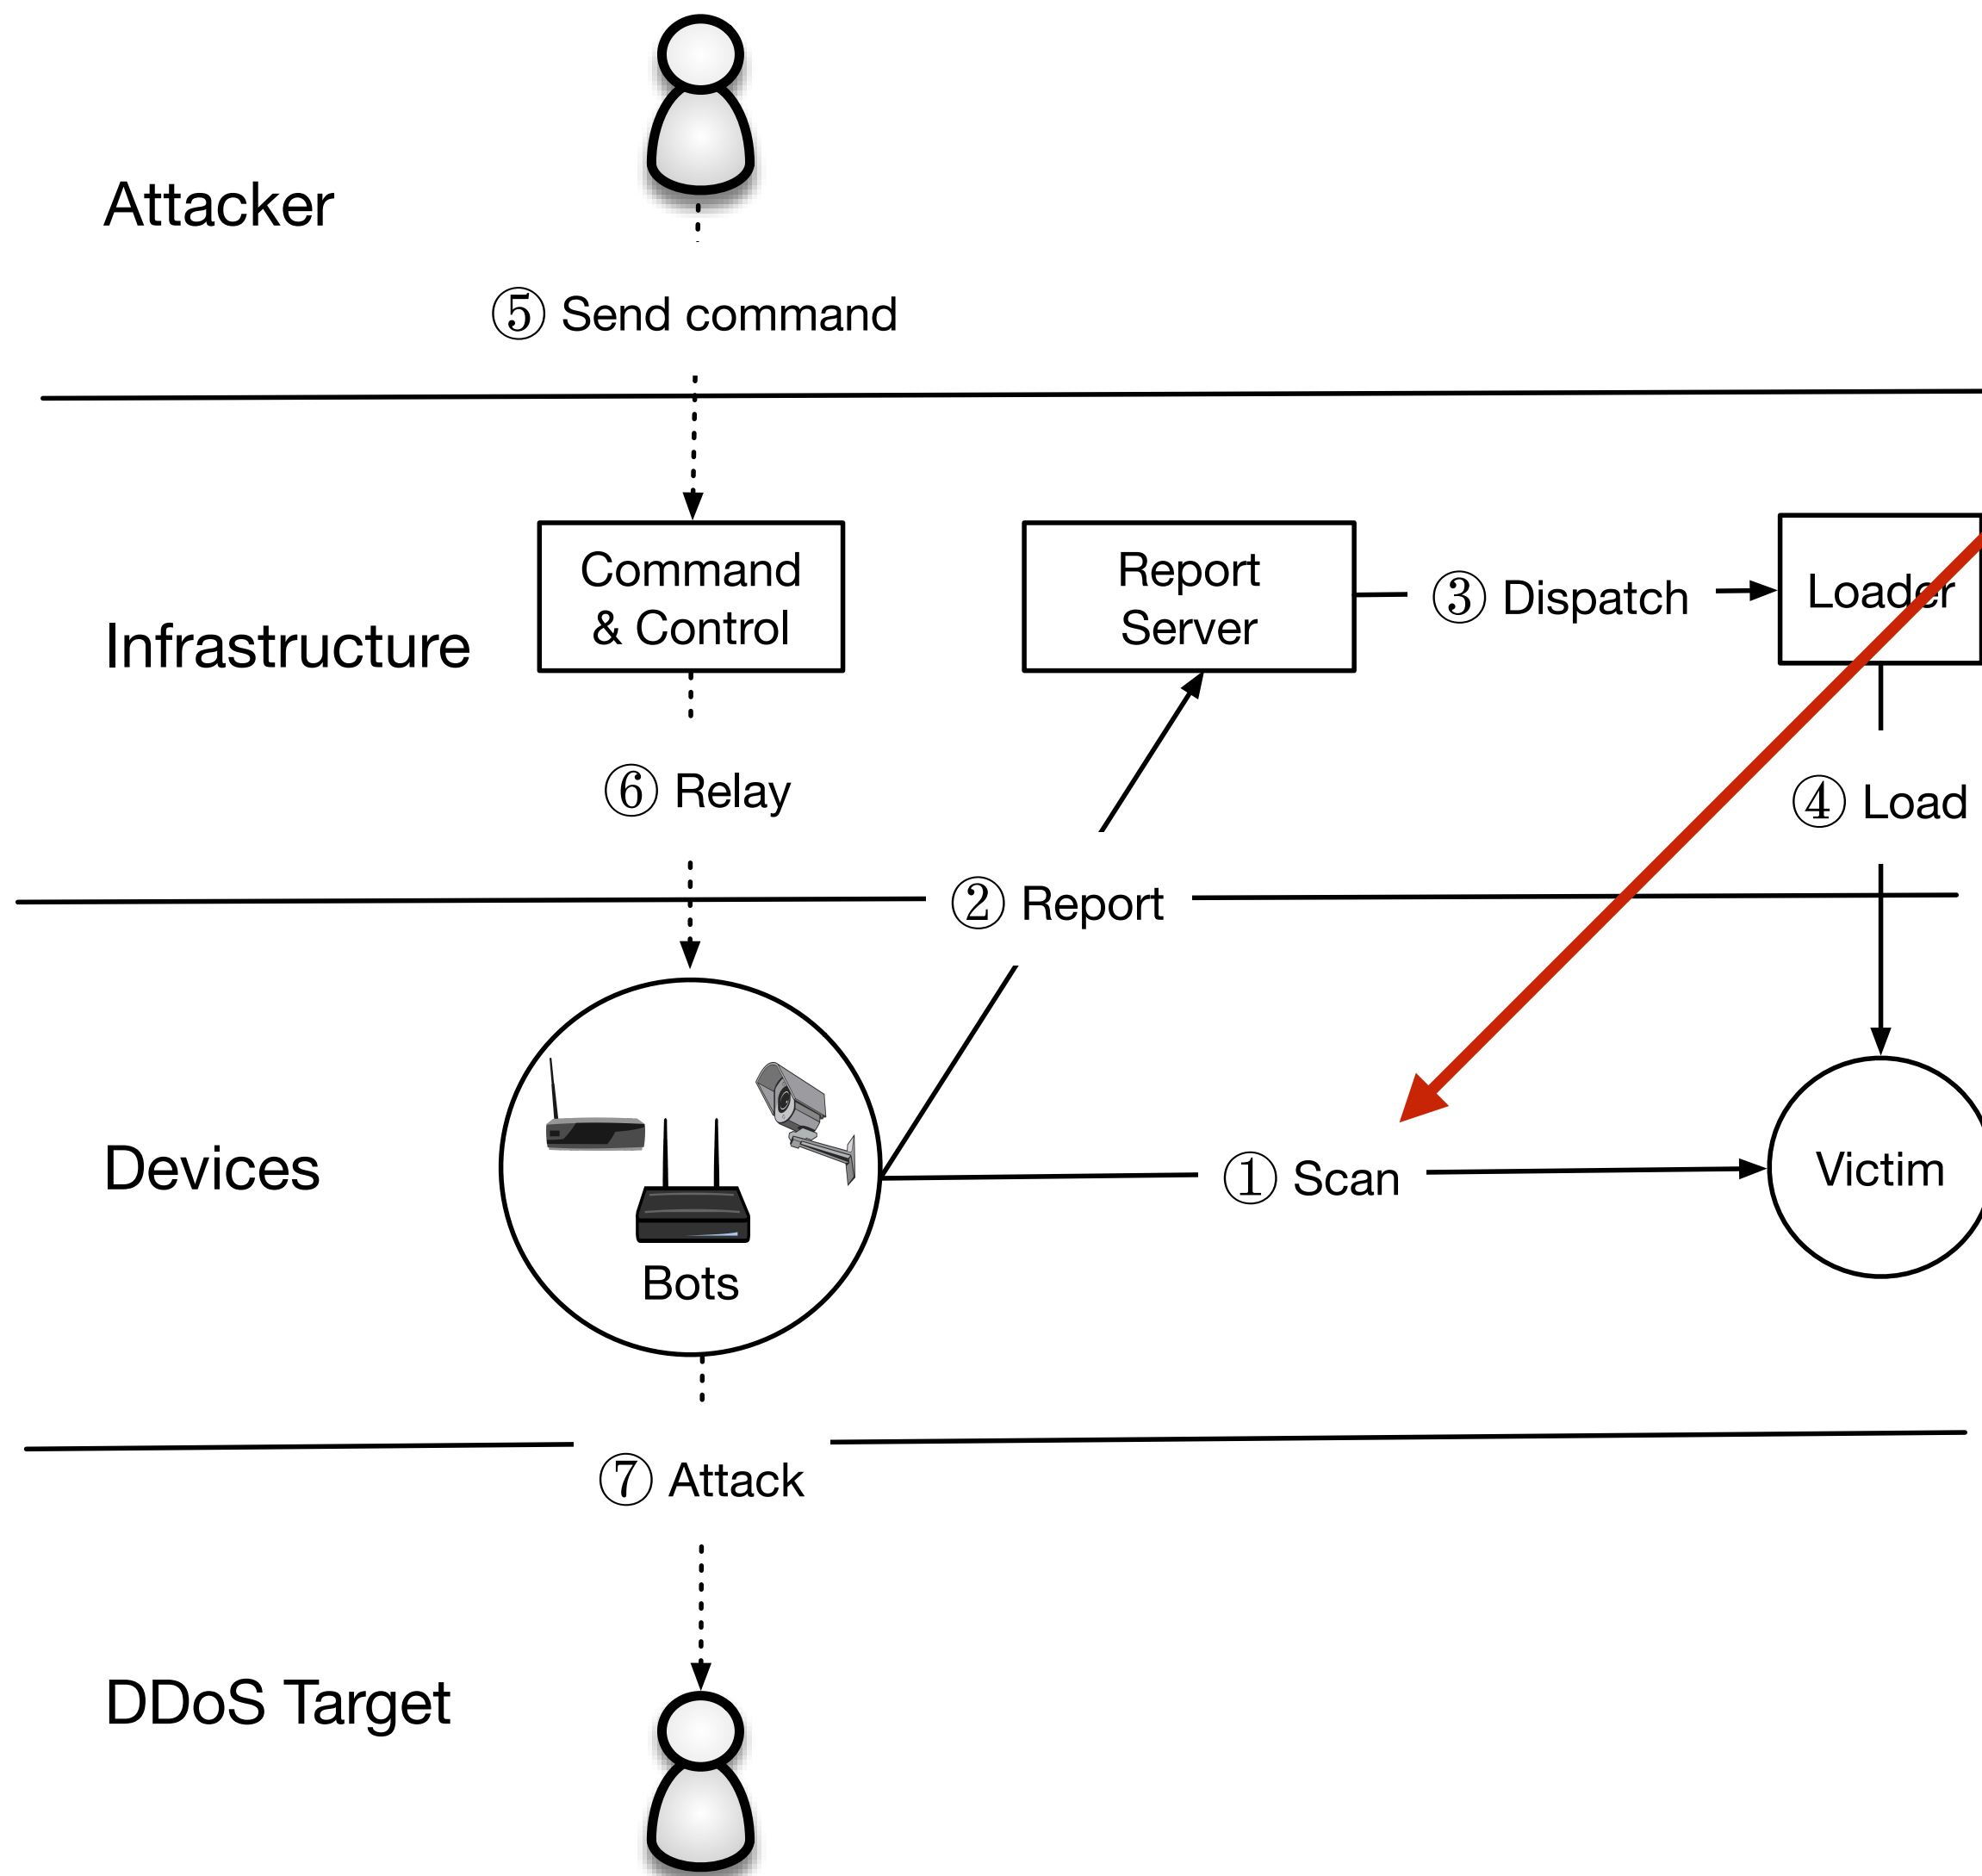 Attacker
⑤ Send command
Infrastructure
Command
& Control
Report
Server
③ Dispatch
Loader
⑥ Relay
④ Load
② Report
Devices
Bots
① Scan
Victim
⑦ Attack
DDoS Target